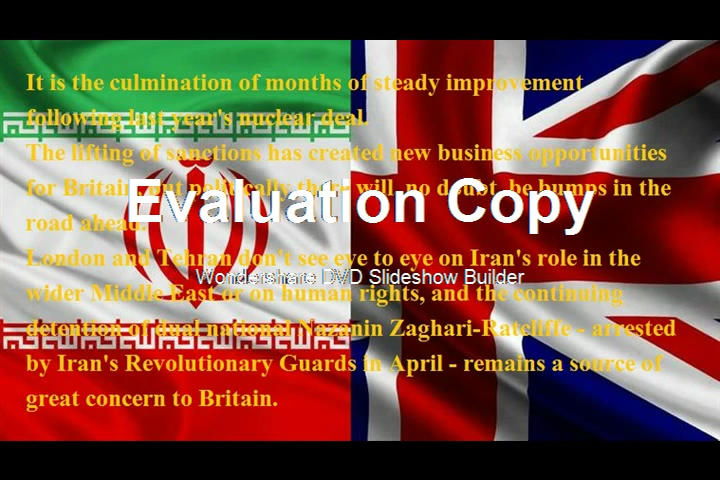 It is the culmination of months of steady improvement
following last year's nuclear deal.
The lifting of sanctions has created new business opportunities
for Britain, but politically there will, no doubt, be bumps in the
road ahead.
Evaluation Copy
London and Tehran don't see eye to eye on Iran's role in the
Wondershare DVD Slideshow Builder
wider Middle East or on human rights, and the continuing
detention of dual national Nazanin Zaghari-Ratcliffe - arrested
by Iran's Revolutionary Guards in April - remains a source of
great concern to Britain.